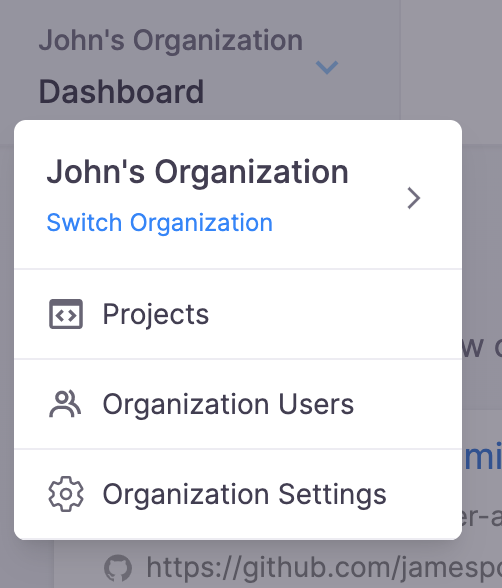 John's Organization
Dashboard
John's Organization
Switch Organization
Projects
Organization Users
Organization Settings
https://github.com/jamesp